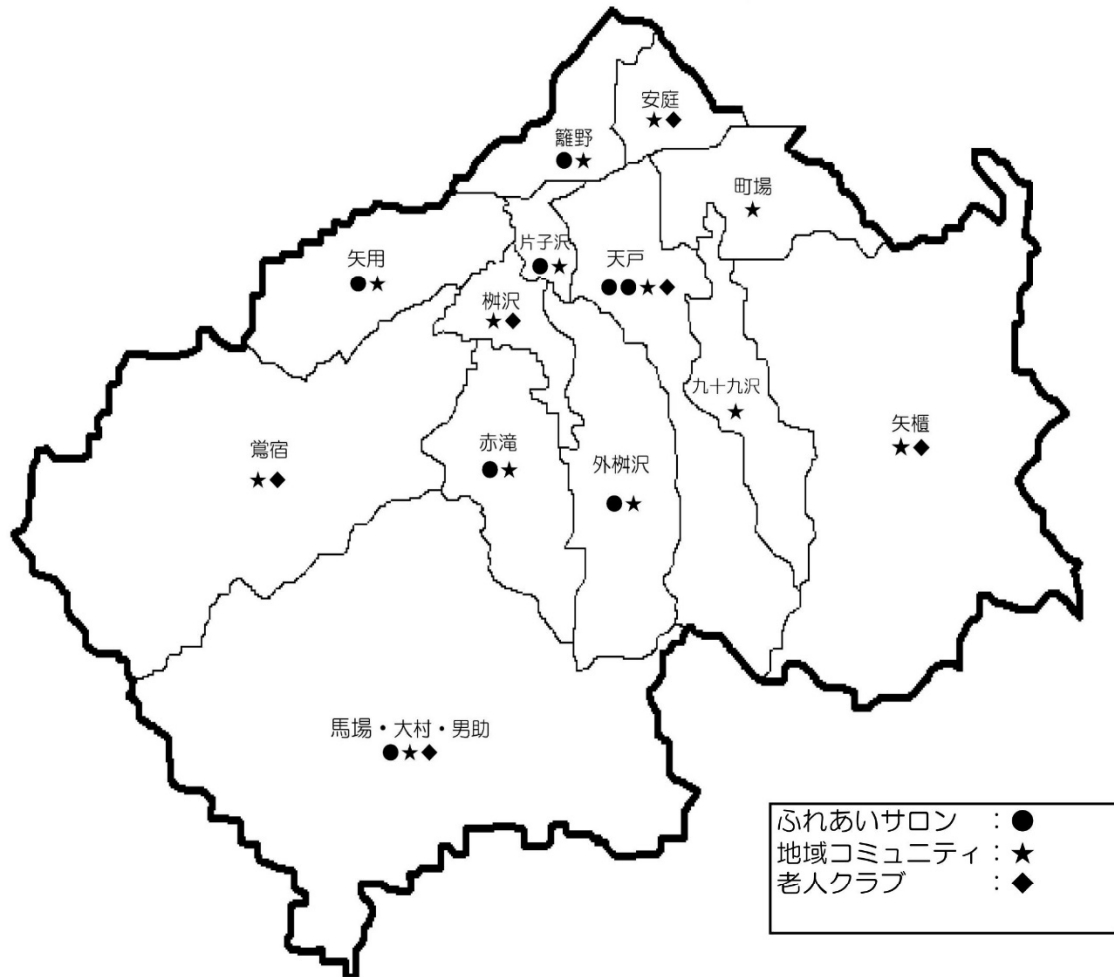 安庭
★◆
籬野
●★
町場
★
片子沢
●★
天戸
●●★◆
矢用
●★
桝沢
★◆
九十九沢
★
矢櫃
★◆
鴬宿
★◆
赤滝
●★
外桝沢
●★
馬場・大村・男助
●★◆
ふれあいサロン :●
地域コミュニティ:★
老人クラブ :◆